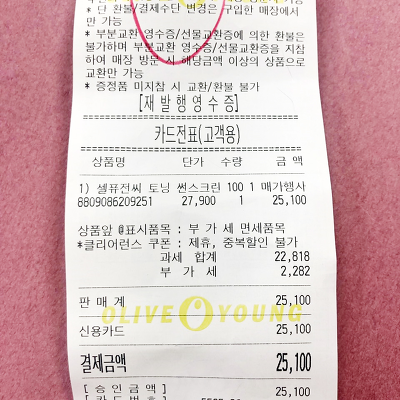 * 단 환불/결제수단 변경은 구입한 매장에서
만 가능
* 부분교환 영수증/선물교환증에 의한 환불은
불가하며 부분교환 영수증/선물교환증을 지참
하여 매장 방문 시 해당금액 이상의 상품으로
교환만 가능
* 증정품 미지참 시 교환/환불 불가
[재 발 행 영 수 증]
카드전표(고객용)
상품명 단가 수량 금 액
1) 셀퓨전씨 토닝 썬스크린 100 1 매가행사
8809086209251 27,900 1 25,100
상품앞 @표시품목 : 부 가 세 면세품목
*클리어런스 쿠폰 : 제휴, 중복할인 불가
과세 합계 22,818
부 가 세 2,282
OLIVE YOUNG
판 매 계 25,100
신용카드 25,100
결제금액 25,100
[ 승 인 금 액 ] 25,100